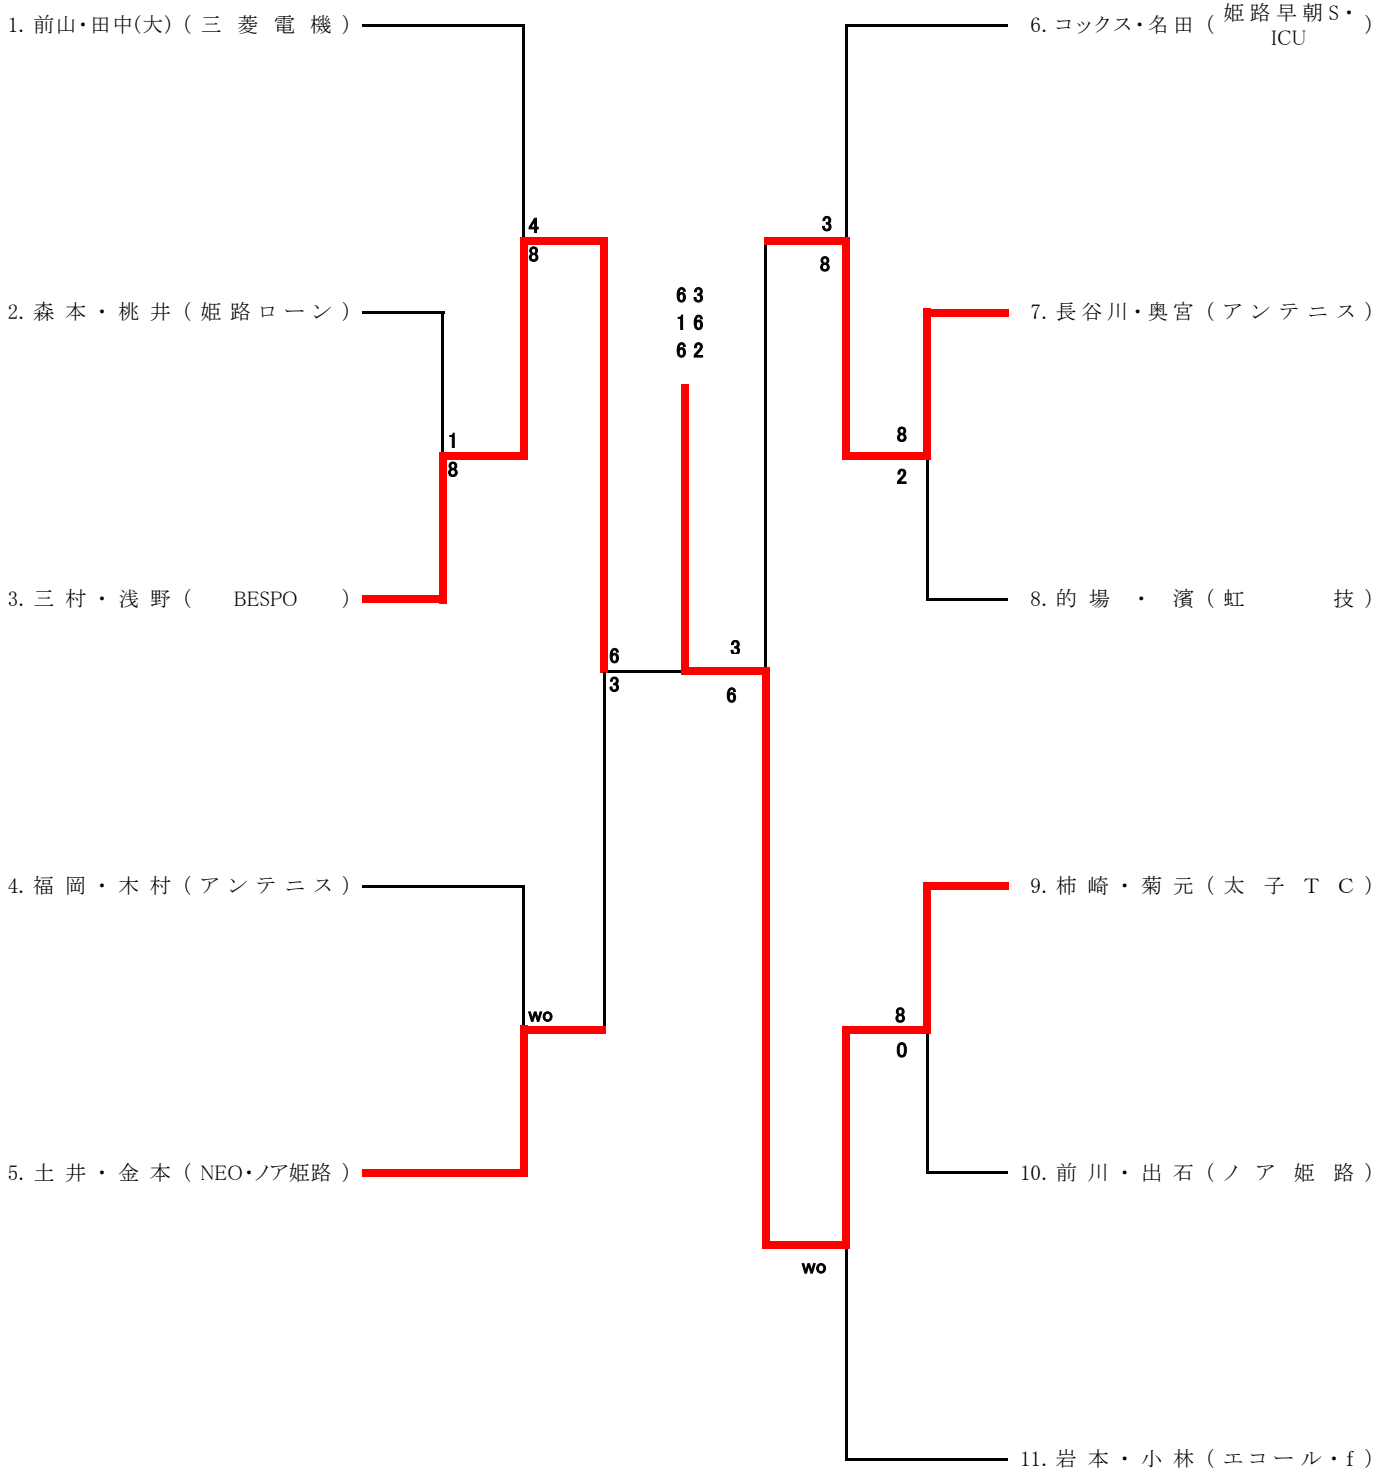 1. 前山・田中(大) ( 三菱電機 )
4
8
2. 森本・桃井 ( 姫路ローン )
1
8
3. 三村・浅野 ( BESPO )
6
3
4. 福岡・木村 ( アンテニス )
wo
5. 土井・金本 ( NEO・ノア姫路 )
6 3
1 6
6 2
6. コックス・名田 ( 姫路早朝S・
ICU )
3
8
7. 長谷川・奥宮 ( アンテニス )
8
2
8. 的場・濱 ( 虹技 )
3
6
9. 柿崎・菊元 ( 太子TC )
8
0
10. 前川・出石 ( ノア姫路 )
wo
11. 岩本・小林 ( エコール・f )